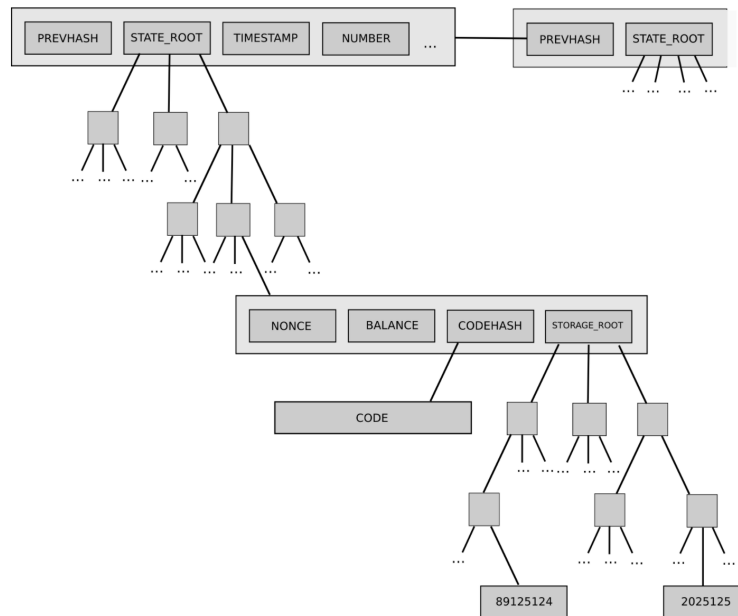 PREVHASH STATE_ROOT TIMESTAMP NUMBER ... PREVHASH STATE_ROOT
... ... ... ...
... ... ... ... ...
... ... ... ... ... ...
NONCE BALANCE CODEHASH STORAGE_ROOT
CODE
... ... ... ... ...
... ... ... ... ... ...
89125124 2025125